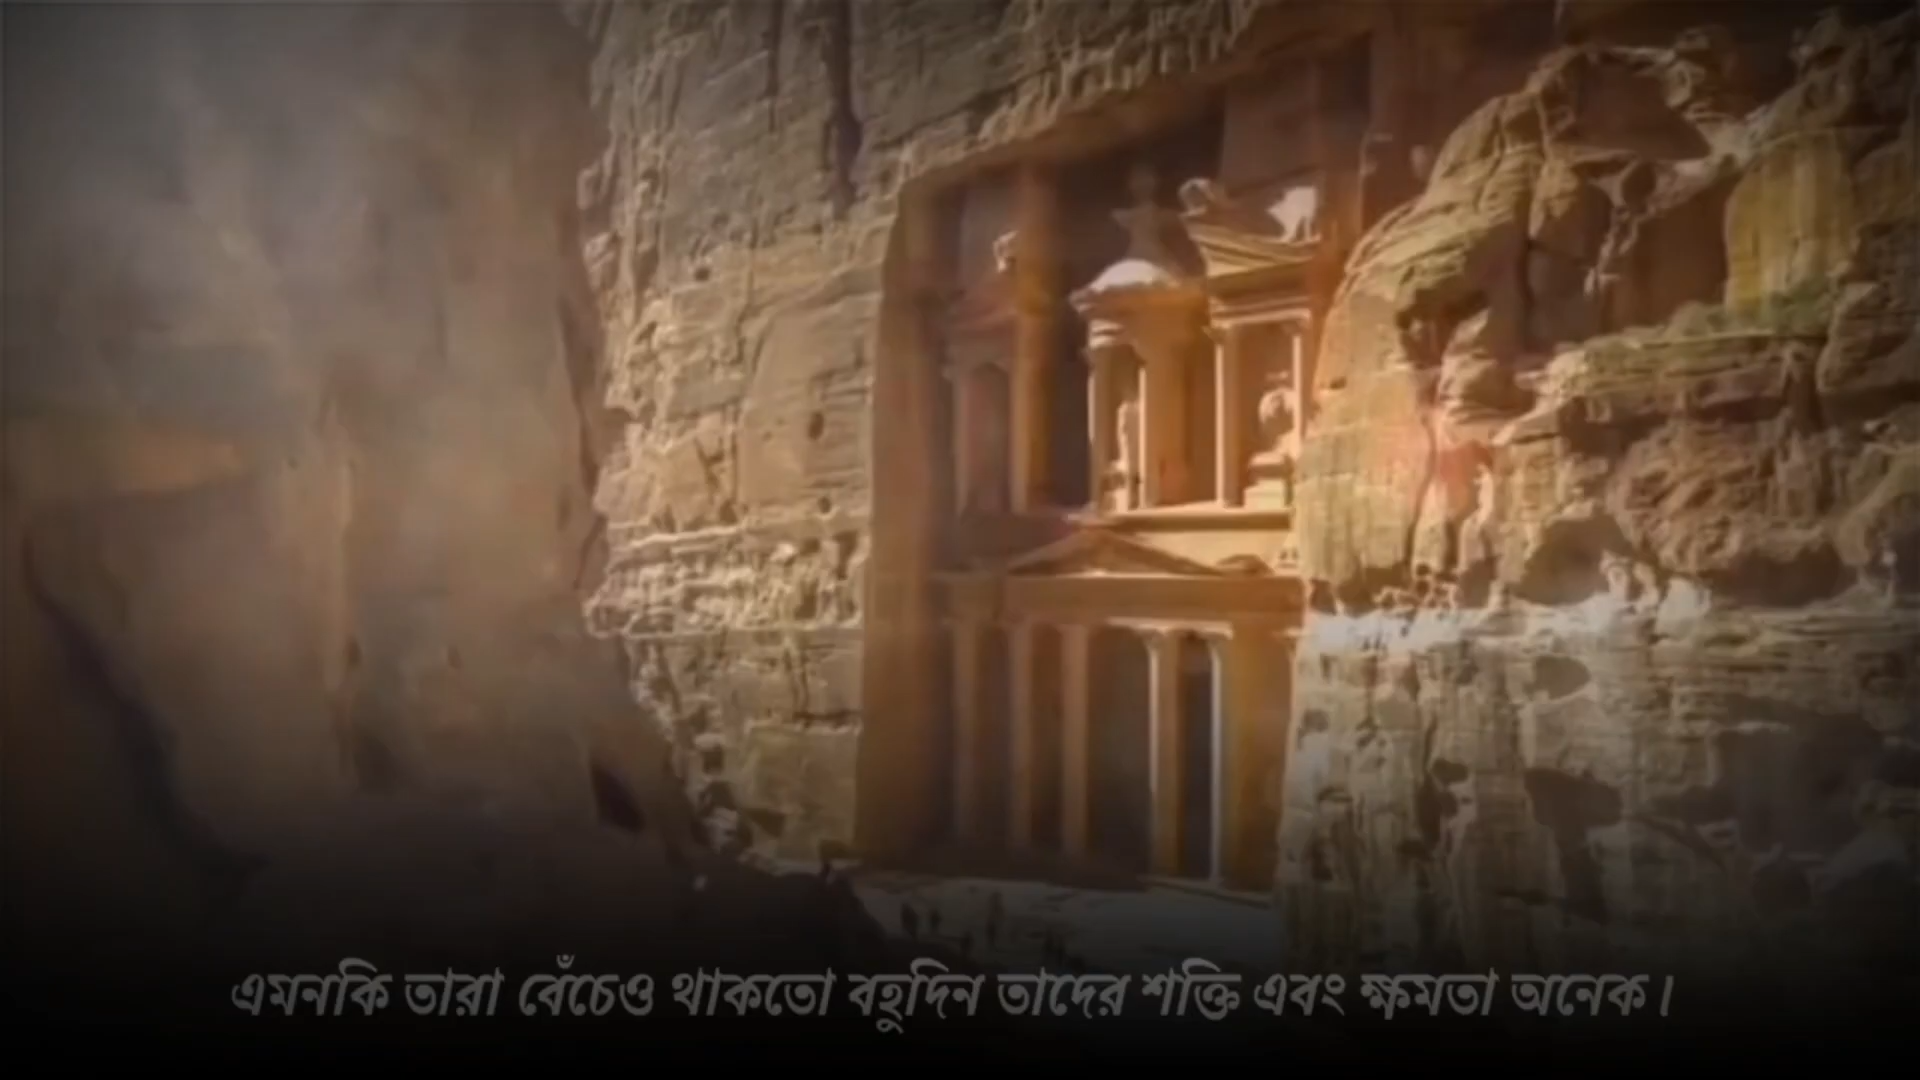 এমনকি তারা বেঁচেও থাকতো বহুদিন তাদের শক্তি এবং ক্ষমতা অনেক।